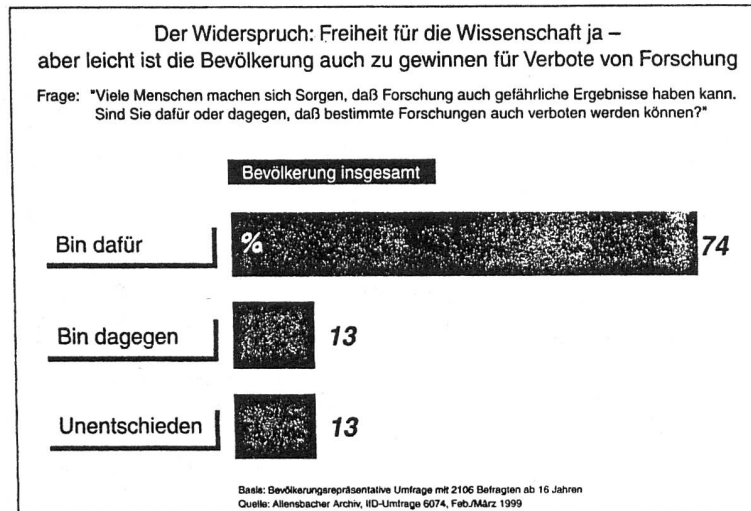 Der Widerspruch: Freiheit für die Wissenschaft ja –
aber leicht ist die Bevölkerung auch zu gewinnen für Verbote von Forschung
Frage: "Viele Menschen machen sich Sorgen, daß Forschung auch gefährliche Ergebnisse haben kann.
Sind Sie dafür oder dagegen, daß bestimmte Forschungen auch verboten werden können?"
Bevölkerung insgesamt
Bin dafür % 74
Bin dagegen 13
Unentschieden 13
Basis: Bevölkerungsrepräsentative Umfrage mit 2106 Befragten ab 16 Jahren
Quelle: Allensbacher Archiv, IfD-Umfrage 6074, Feb./März 1999